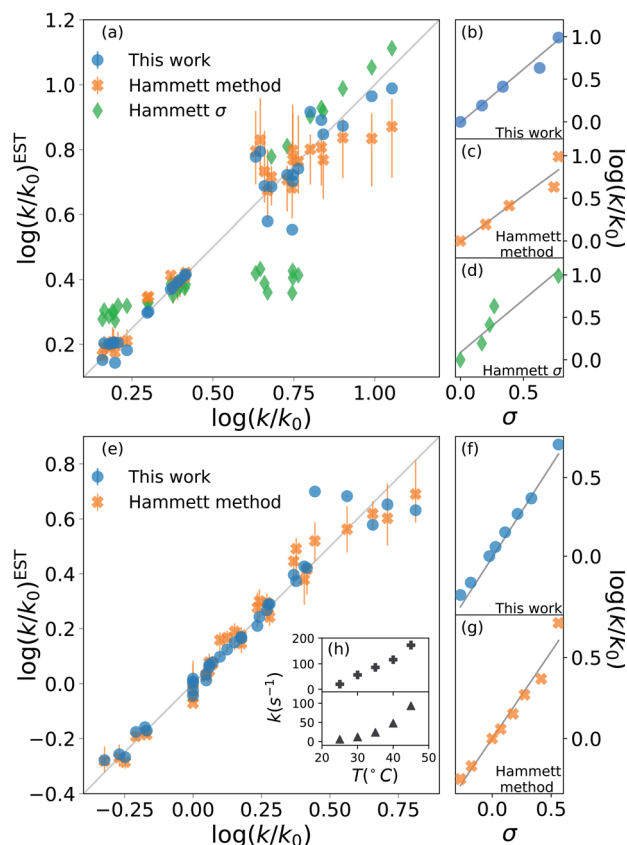 (a)
This work
Hammett method
Hammett σ
log(k/k₀)ᴱˢᵀ
1.2
1.0
0.8
0.6
0.4
0.2
0.25
0.50
0.75
1.00
log(k/k₀)
(b)
This work
1.0
0.5
0.0
(c)
Hammett
method
1.0
0.5
0.0
(d)
Hammett σ
1.0
0.5
0.0
log(k/k₀)
0.0
0.5
σ
(e)
This work
Hammett method
log(k/k₀)ᴱˢᵀ
0.8
0.6
0.4
0.2
0.0
−0.2
−0.4
−0.25
0.00
0.25
0.50
0.75
log(k/k₀)
(h)
k(s⁻¹)
200
100
0
100
50
0
20
30
40
50
T(°C)
(f)
This work
0.5
0.0
(g)
Hammett
method
0.5
0.0
log(k/k₀)
0.0
0.5
σ